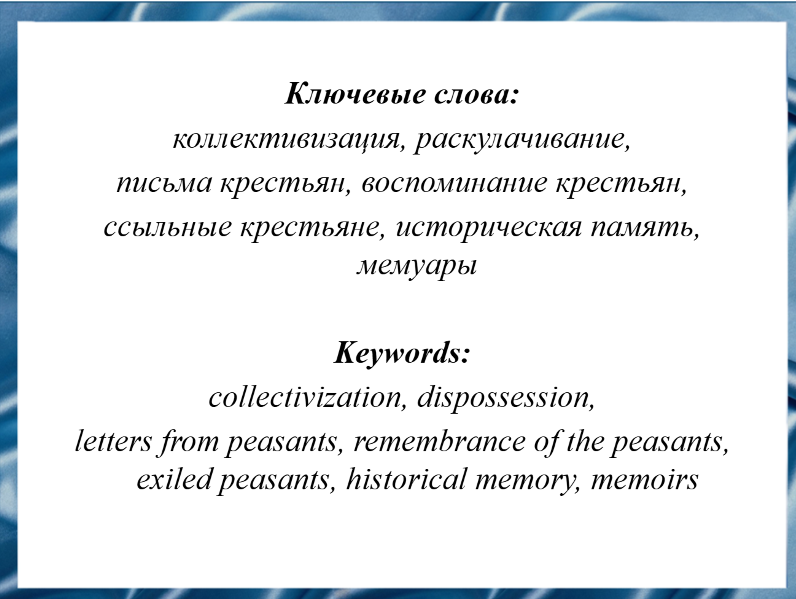 Ключевые слова:
коллективизация, раскулачивание,
письма крестьян, воспоминание крестьян,
ссыльные крестьяне, историческая память,
мемуары
Keywords:
collectivization, dispossession,
letters from peasants, remembrance of the peasants,
exiled peasants, historical memory, memoirs